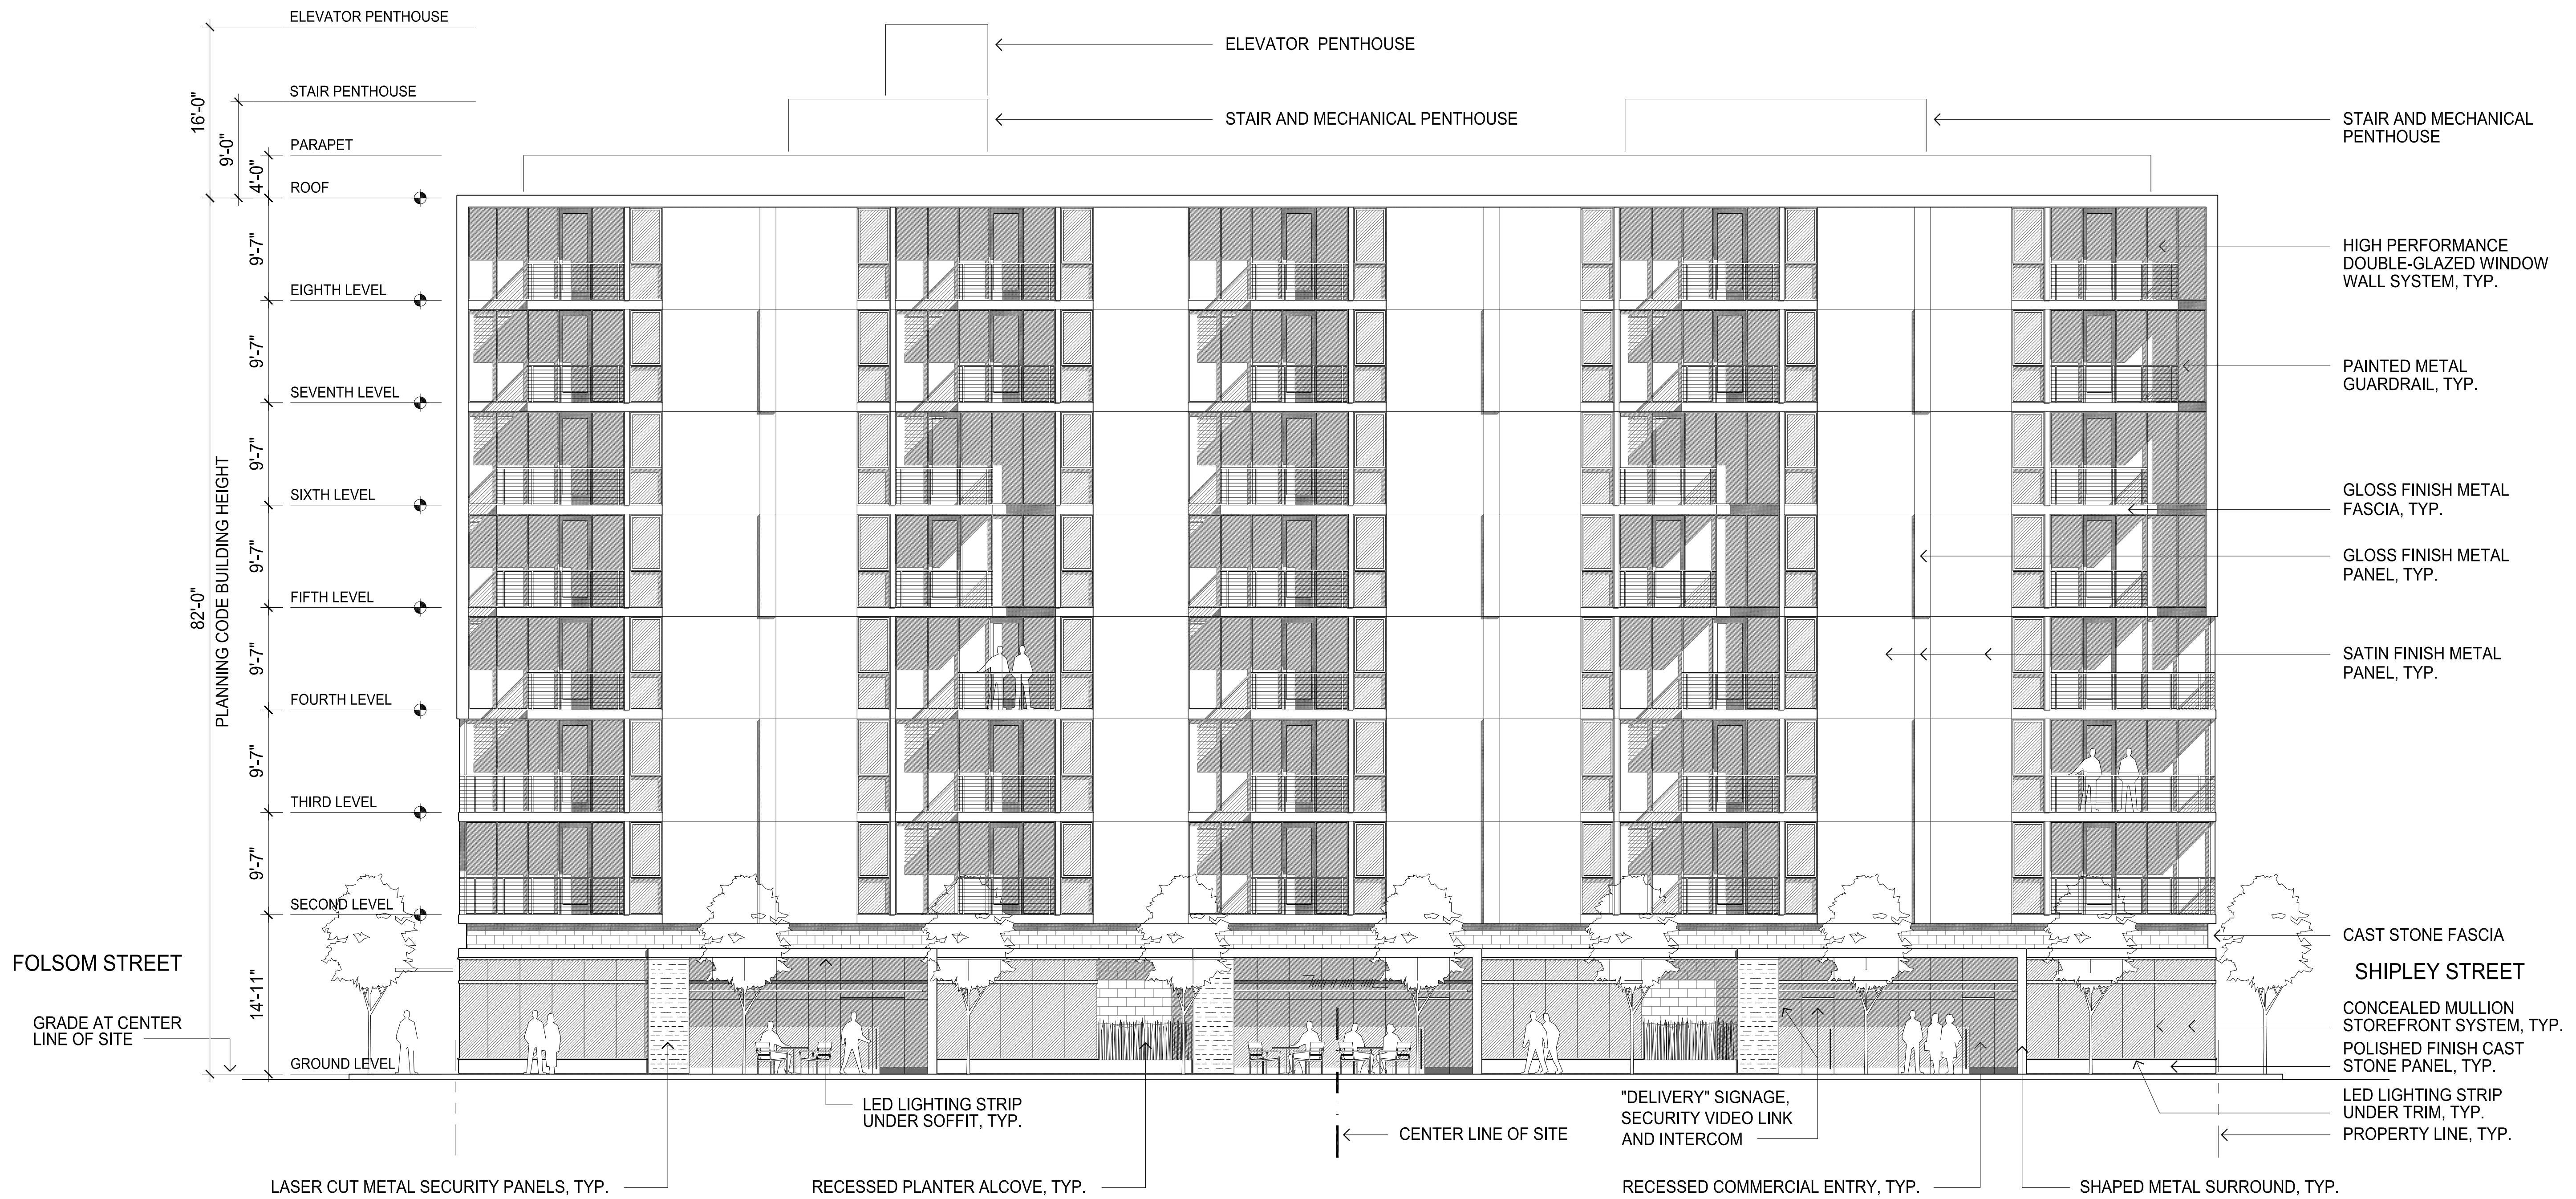 ELEVATOR PENTHOUSE
ELEVATOR PENTHOUSE
STAIR PENTHOUSE
STAIR AND MECHANICAL PENTHOUSE
STAIR AND MECHANICAL
PENTHOUSE
16'-0"
9'-0"
4'-0"
PARAPET
ROOF
9'-7"
HIGH PERFORMANCE
DOUBLE-GLAZED WINDOW
WALL SYSTEM, TYP.
EIGHTH LEVEL
9'-7"
PAINTED METAL
GUARDRAIL, TYP.
SEVENTH LEVEL
9'-7"
GLOSS FINISH METAL
FASCIA, TYP.
SIXTH LEVEL
9'-7"
GLOSS FINISH METAL
PANEL, TYP.
FIFTH LEVEL
82'-0"
PLANNING CODE BUILDING HEIGHT
9'-7"
SATIN FINISH METAL
PANEL, TYP.
FOURTH LEVEL
9'-7"
THIRD LEVEL
9'-7"
SECOND LEVEL
CAST STONE FASCIA
FOLSOM STREET
SHIPLEY STREET
14'-11"
CONCEALED MULLION
STOREFRONT SYSTEM, TYP.
GRADE AT CENTER
LINE OF SITE
POLISHED FINISH CAST
STONE PANEL, TYP.
GROUND LEVEL
LED LIGHTING STRIP
UNDER TRIM, TYP.
LED LIGHTING STRIP
UNDER SOFFIT, TYP.
"DELIVERY" SIGNAGE,
SECURITY VIDEO LINK
AND INTERCOM
CENTER LINE OF SITE
PROPERTY LINE, TYP.
LASER CUT METAL SECURITY PANELS, TYP.
RECESSED PLANTER ALCOVE, TYP.
RECESSED COMMERCIAL ENTRY, TYP.
SHAPED METAL SURROUND, TYP.